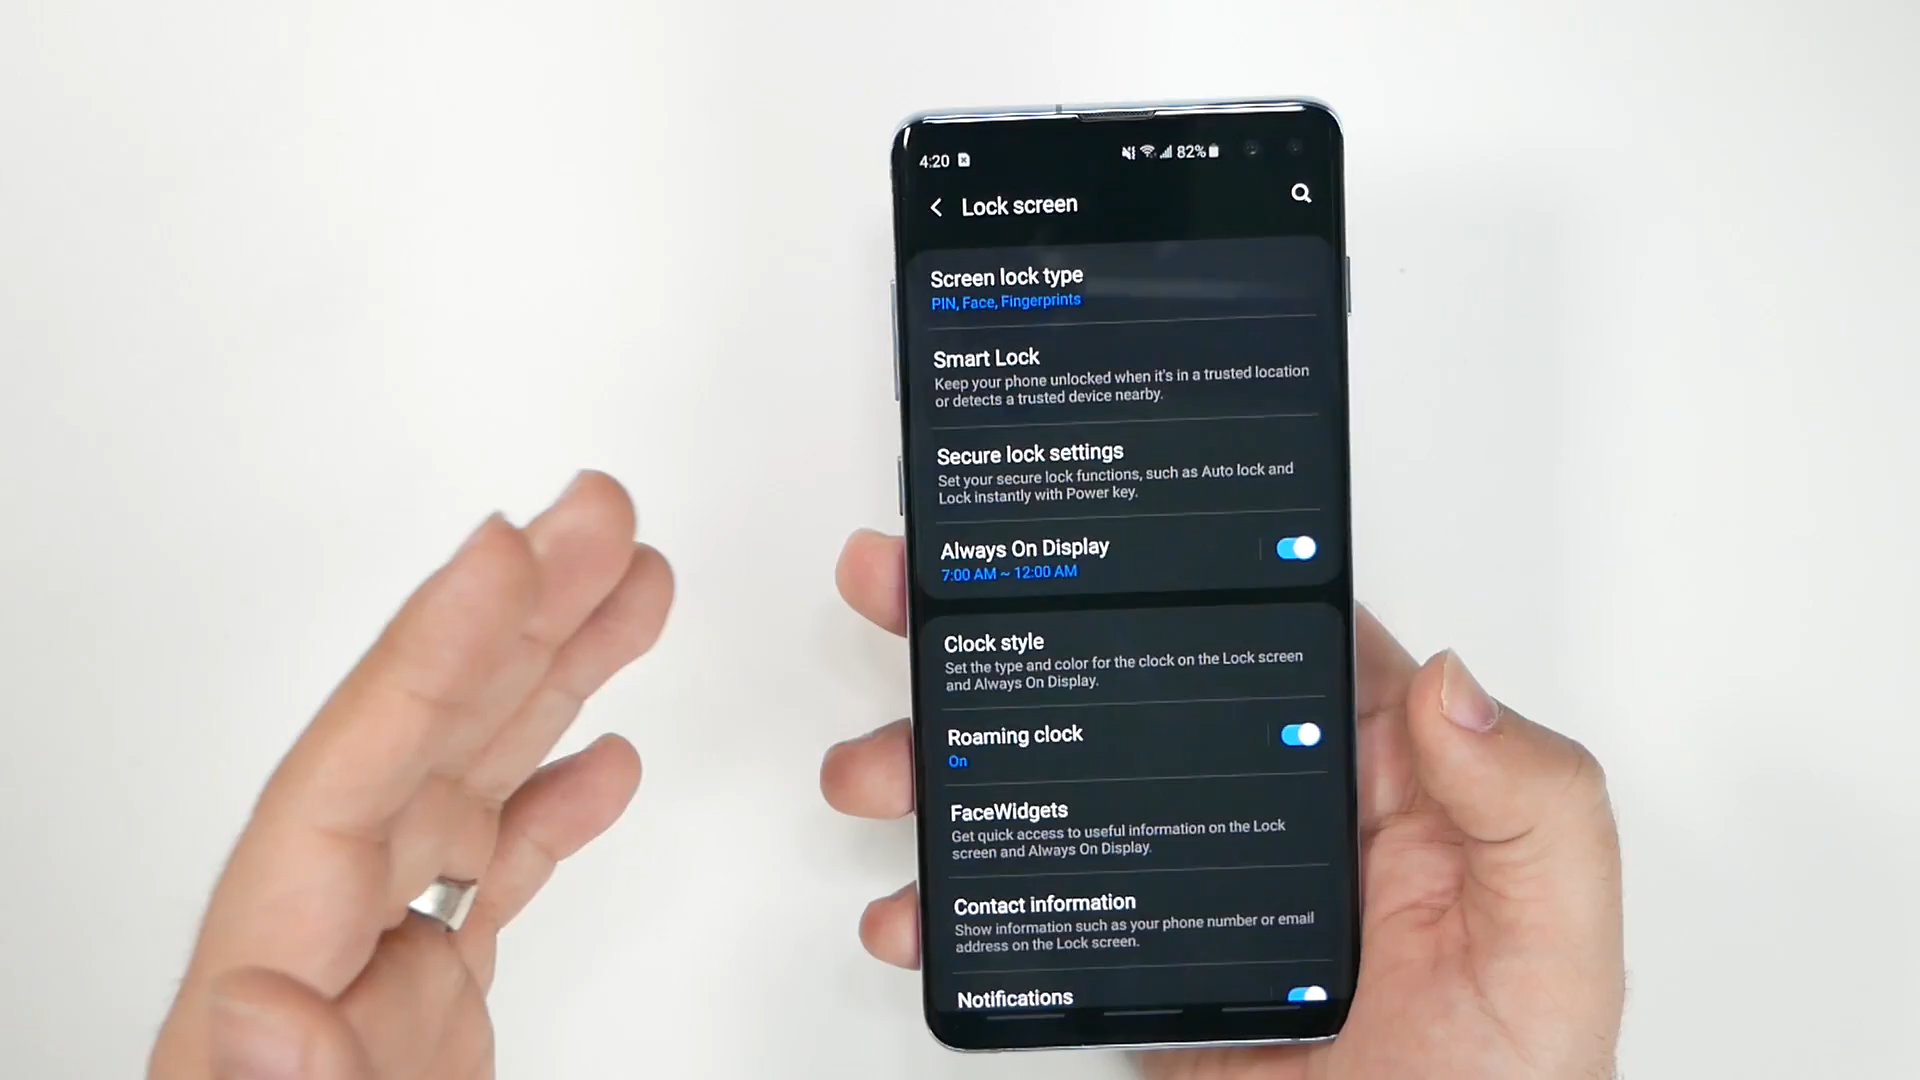 4:20
82%
Lock screen
Screen lock type
PIN, Face, Fingerprints
Smart Lock
Keep your phone unlocked when it's in a trusted location
or detects a trusted device nearby.
Secure lock settings
Set your secure lock functions, such as Auto lock and
Lock instantly with Power key.
Always On Display
7:00 AM ~ 12:00 AM
Clock style
Set the type and color for the clock on the Lock screen
and Always On Display.
Roaming clock
On
FaceWidgets
Get quick access to useful information on the Lock
screen and Always On Display.
Contact information
Show information such as your phone number or email
address on the Lock screen.
Notifications